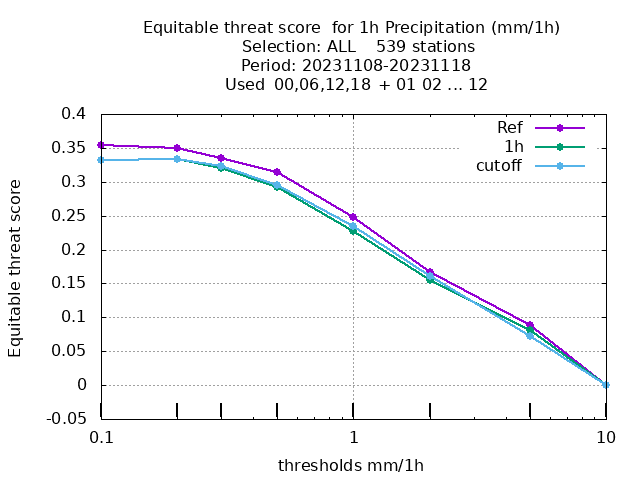 Equitable threat score  for 1h Precipitation (mm/1h)
Selection: ALL    539 stations
Period: 20231108-20231118
Used  00,06,12,18  + 01 02 ... 12
0.4
0.35
0.3
0.25
0.2
0.15
0.1
0.05
0
-0.05
Equitable threat score
Ref
1h
cutoff
0.1
1
10
thresholds mm/1h